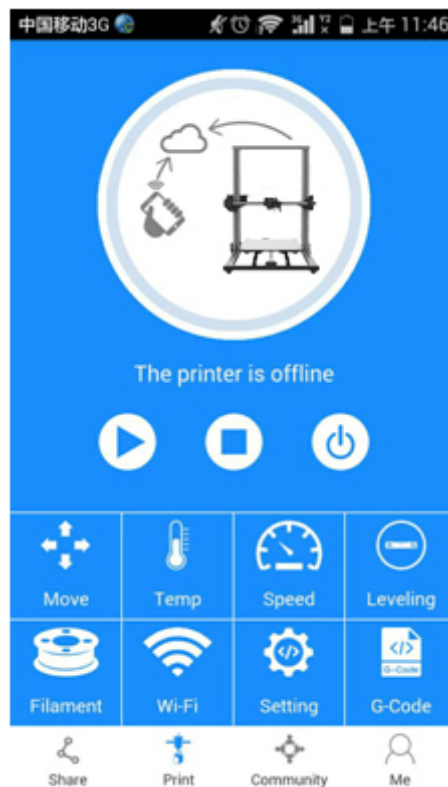 中国移动3G 上午 11:46
The printer is offline
Move Temp Speed Leveling
Filament Wi-Fi Setting G-Code
Share Print Community Me